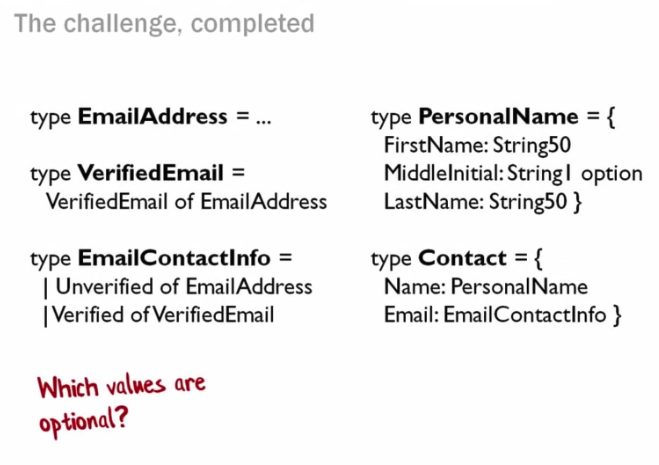 The challenge, completed
type EmailAddress = ...
type VerifiedEmail =
VerifiedEmail of EmailAddress
type EmailContactInfo =
| Unverified of EmailAddress
| Verified of VerifiedEmail
type PersonalName = {
FirstName: String50
MiddleInitial: String1 option
LastName: String50 }
type Contact = {
Name: PersonalName
Email: EmailContactInfo }
Which values are
optional?